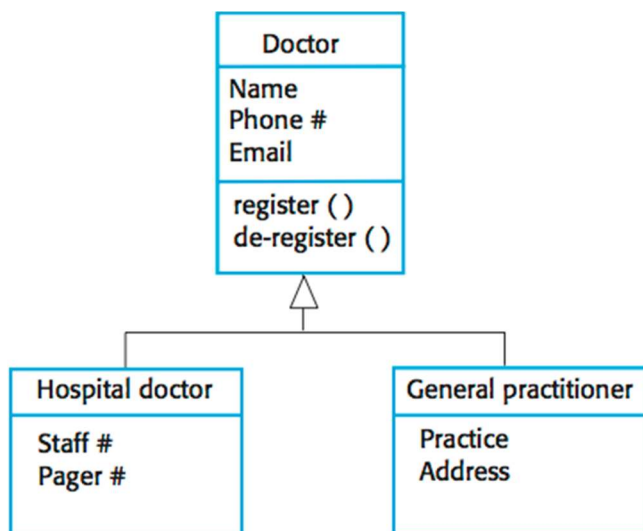 Doctor
Name
Phone #
Email
register ( )
de-register ( )
Hospital doctor
Staff #
Pager #
General practitioner
Practice
Address